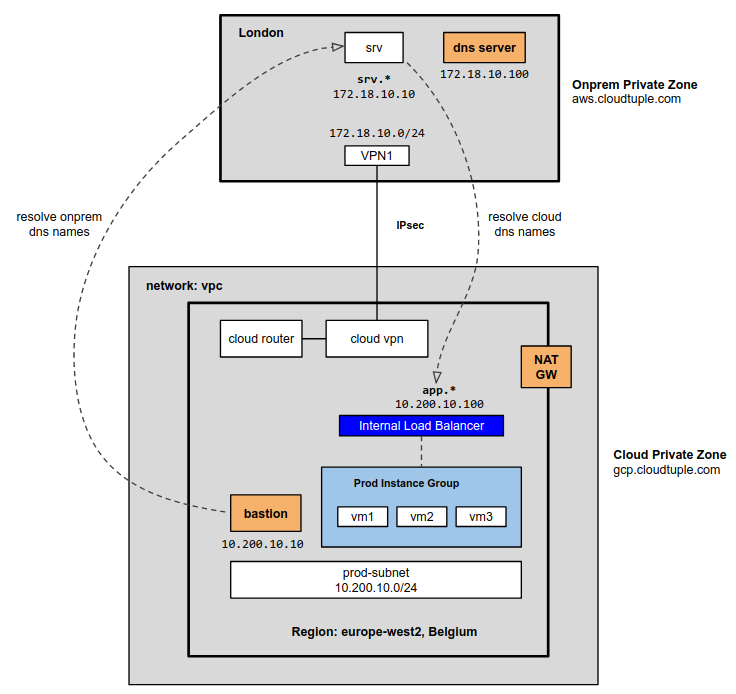 London
srv
dns server
172.18.10.100
srv.*
172.18.10.10
Onprem Private Zone
aws.cloudtuple.com
172.18.10.0/24
VPN1
resolve onprem
dns names
IPsec
resolve cloud
dns names
network: vpc
cloud router
cloud vpn
NAT
GW
app.*
10.200.10.100
Internal Load Balancer
Cloud Private Zone
gcp.cloudtuple.com
Prod Instance Group
vm1
vm2
vm3
bastion
10.200.10.10
prod-subnet
10.200.10.0/24
Region: europe-west2, Belgium